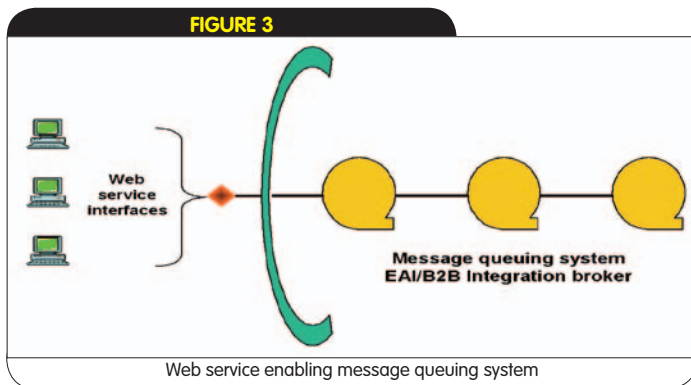 FIGURE 3
Web
service
interfaces
Message queuing system
EAI/B2B Integration broker
Web service enabling message queuing system